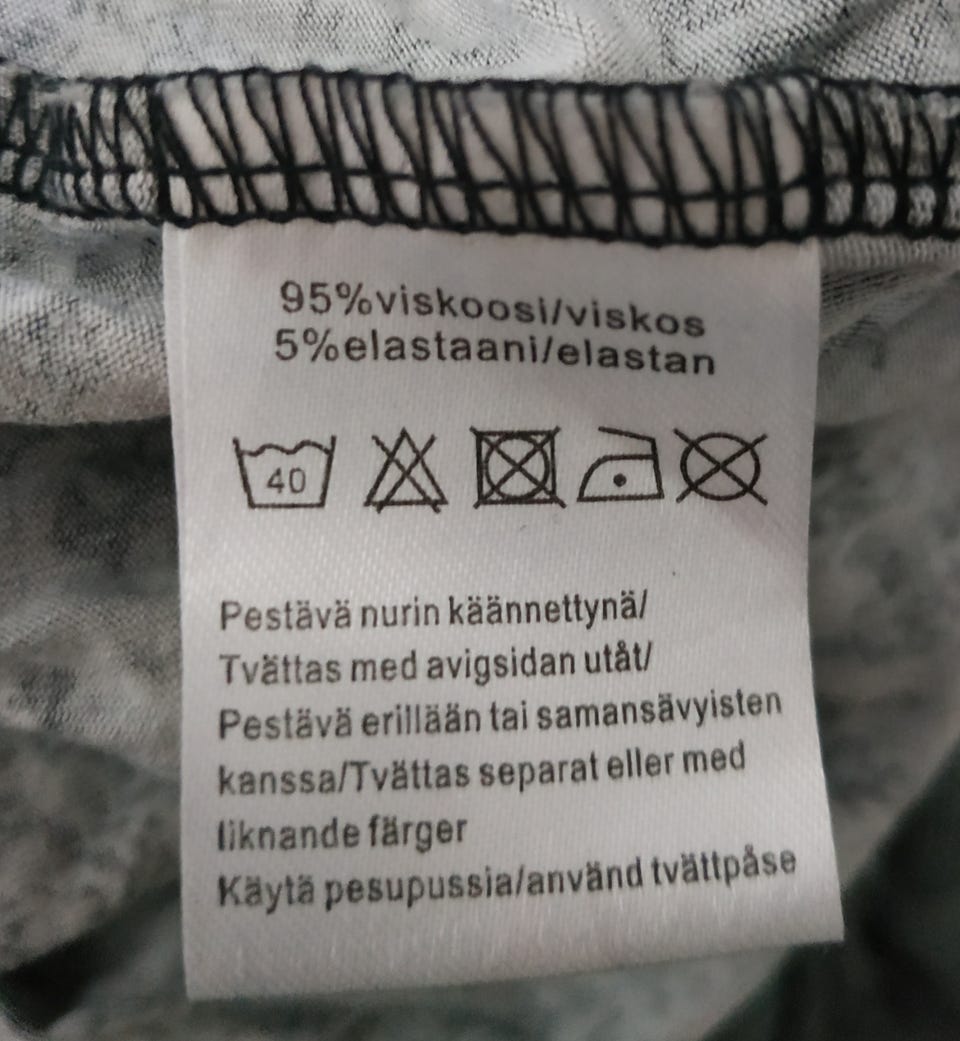 95%viskoosi/viskos
5%elastaani/elastan
40
Pestävä nurin käännettynä/
Tvättas med avigsidan utåt/
Pestävä erillään tai samansävyisten
kanssa/Tvättas separat eller med
liknande färger
Käytä pesupussia/använd tvättpåse